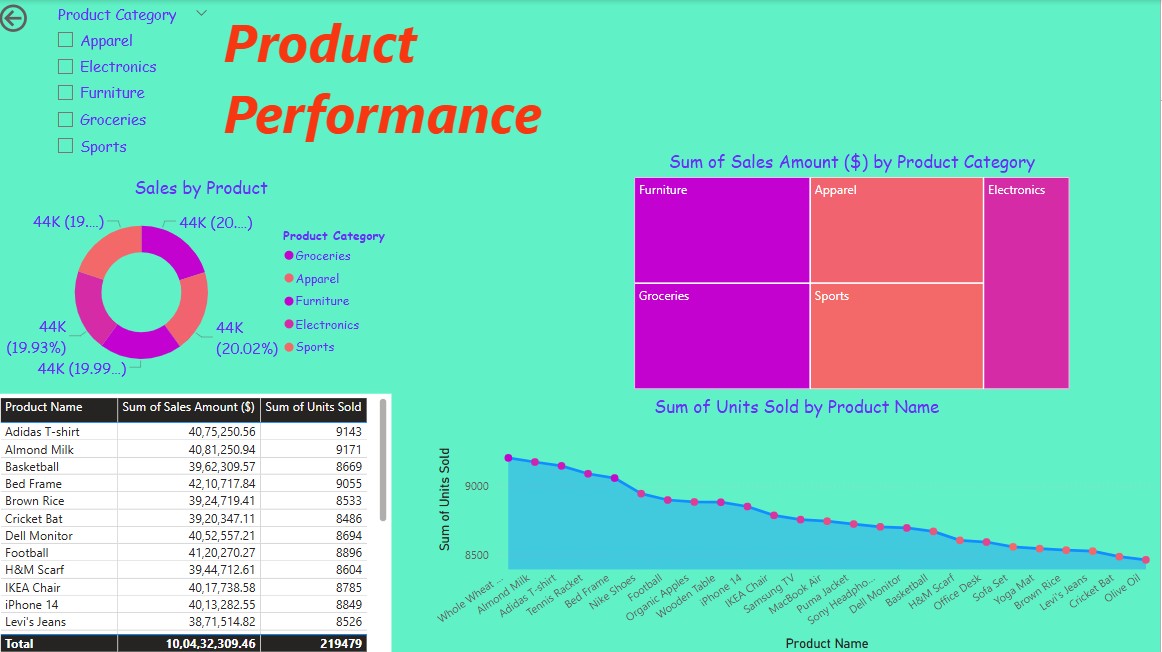 Product Category
Apparel
Electronics
Furniture
Groceries
Sports
Product
Performance
Sales by Product
44K (19....)
44K (20....)
44K
(19.93%)
44K
(20.02%)
44K (19.99...)
Product Category
Groceries
Apparel
Furniture
Electronics
Sports
Sum of Sales Amount ($) by Product Category
Furniture
Apparel
Electronics
Groceries
Sports
Product Name Sum of Sales Amount ($) Sum of Units Sold
Adidas T-shirt 40,75,250.56 9143
Almond Milk 40,81,250.94 9171
Basketball 39,62,309.57 8669
Bed Frame 42,10,717.84 9055
Brown Rice 39,24,719.41 8533
Cricket Bat 39,20,347.11 8486
Dell Monitor 40,52,557.21 8694
Football 41,20,270.27 8896
H&M Scarf 39,44,712.61 8604
IKEA Chair 40,17,738.58 8785
iPhone 14 40,13,282.55 8849
Levi's Jeans 38,71,514.82 8526
Total 10,04,32,309.46 219479
Sum of Units Sold by Product Name
Sum of Units Sold
9000
8500
Whole Wheat ...
Almond Milk
Adidas T-shirt
Tennis Racket
Bed Frame
Nike Shoes
Football
Organic Apples
Wooden Table
iPhone 14
IKEA Chair
Samsung TV
MacBook Air
Puma Jacket
Sony Headpho...
Dell Monitor
Basketball
H&M Scarf
Office Desk
Sofa Set
Yoga Mat
Brown Rice
Levi's Jeans
Cricket Bat
Olive Oil
Product Name